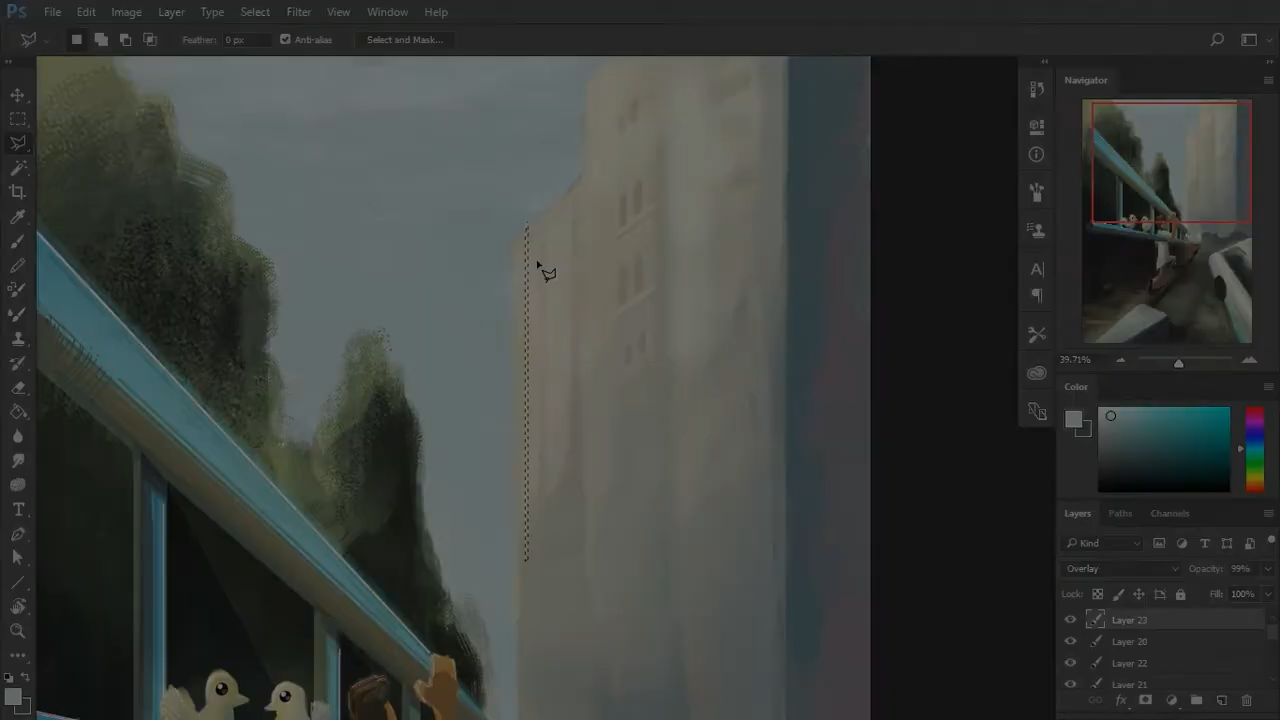 Ps File Edit Image Layer Type Select Filter View Window Help
Feather: 0 px Anti-alias Select and Mask...
Navigator
39.71%
Color
Layers Paths Channels
Kind
Overlay Opacity: 99%
Lock: Fill: 100%
Layer 23
Layer 20
Layer 22
Layer 21